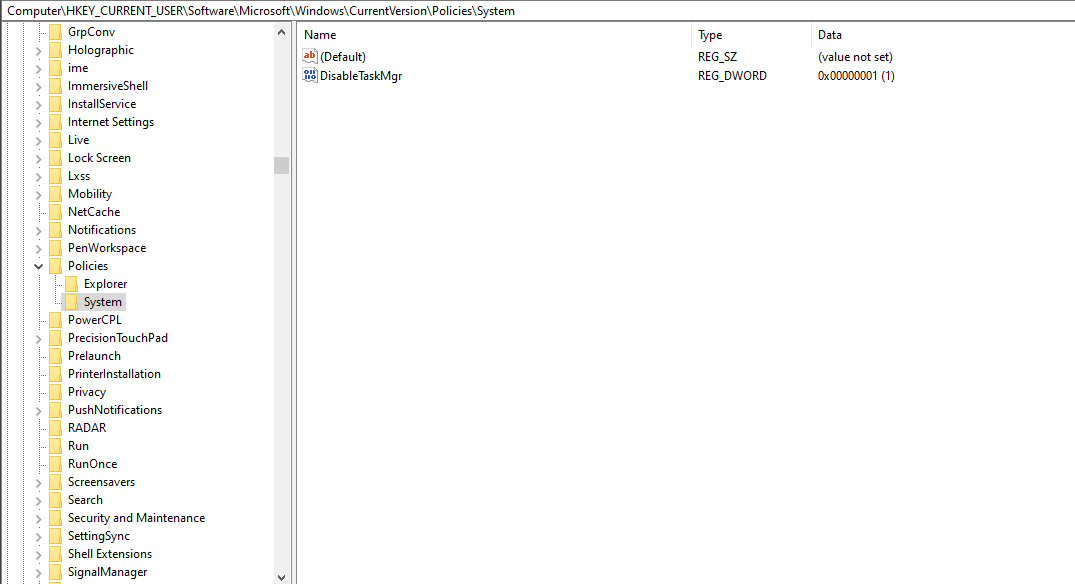 Computer\HKEY_CURRENT_USER\Software\Microsoft\Windows\CurrentVersion\Policies\System
GrpConv
Holographic
ime
ImmersiveShell
InstallService
Internet Settings
Live
Lock Screen
Lxss
Mobility
NetCache
Notifications
PenWorkspace
Policies
Explorer
System
PowerCPL
PrecisionTouchPad
Prelaunch
PrinterInstallation
Privacy
PushNotifications
RADAR
Run
RunOnce
Screensavers
Search
Security and Maintenance
SettingSync
Shell Extensions
SignalManager
Name Type Data
ab (Default) REG_SZ (value not set)
DisableTaskMgr REG_DWORD 0x00000001 (1)